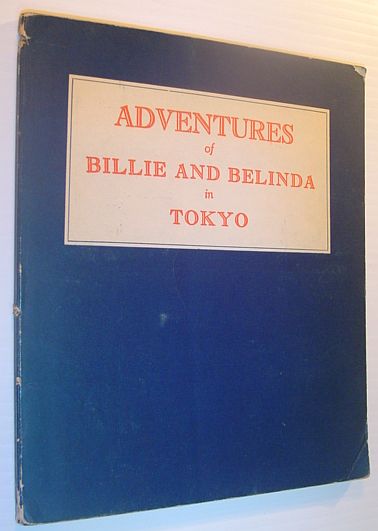 ADVENTURES
of
BILLIE AND BELINDA
in
TOKYO